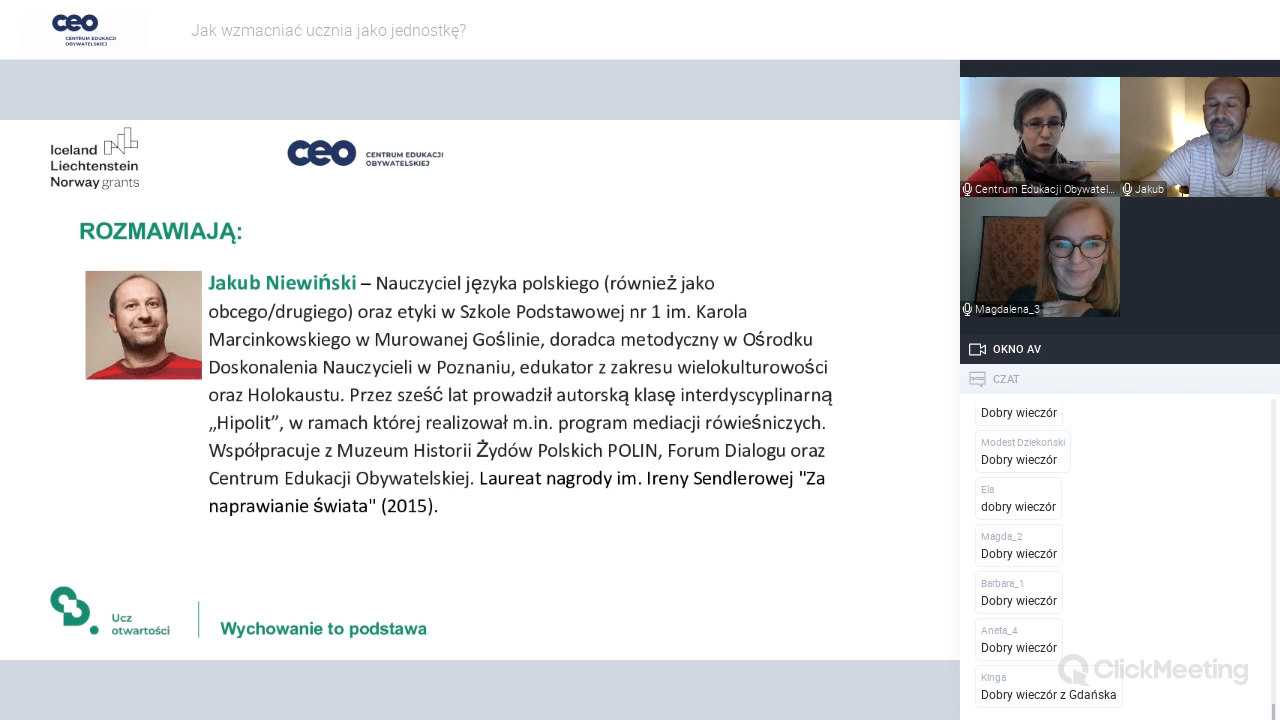 ceo
CENTRUM EDUKACJI
OBYWATELSKIEJ
Jak wzmacniać ucznia jako jednostkę?
Iceland
Liechtenstein
Norway grants
ceo
CENTRUM EDUKACJI
OBYWATELSKIEJ
ROZMAWIAJĄ:
Jakub Niewiński – Nauczyciel języka polskiego (również jako
obcego/drugiego) oraz etyki w Szkole Podstawowej nr 1 im. Karola
Marcinkowskiego w Murowanej Goślinie, doradca metodyczny w Ośrodku
Doskonalenia Nauczycieli w Poznaniu, edukator z zakresu wielokulturowości
oraz Holokaustu. Przez sześć lat prowadził autorską klasę interdyscyplinarną
„Hipolit”, w ramach której realizował m.in. program mediacji rówieśniczych.
Współpracuje z Muzeum Historii Żydów Polskich POLIN, Forum Dialogu oraz
Centrum Edukacji Obywatelskiej. Laureat nagrody im. Ireny Sendlerowej "Za
naprawianie świata" (2015).
Ucz
otwartości
Wychowanie to podstawa
Centrum Edukacji Obywatel...
Jakub
Magdalena_3
OKNO AV
CZAT
Dobry wieczór
Modest Dziekoński
Dobry wieczór
Ela
dobry wieczór
Magda_2
Dobry wieczór
Barbara_1
Dobry wieczór
Aneta_4
Dobry wieczór
Kinga
Dobry wieczór z Gdańska
ClickMeeting